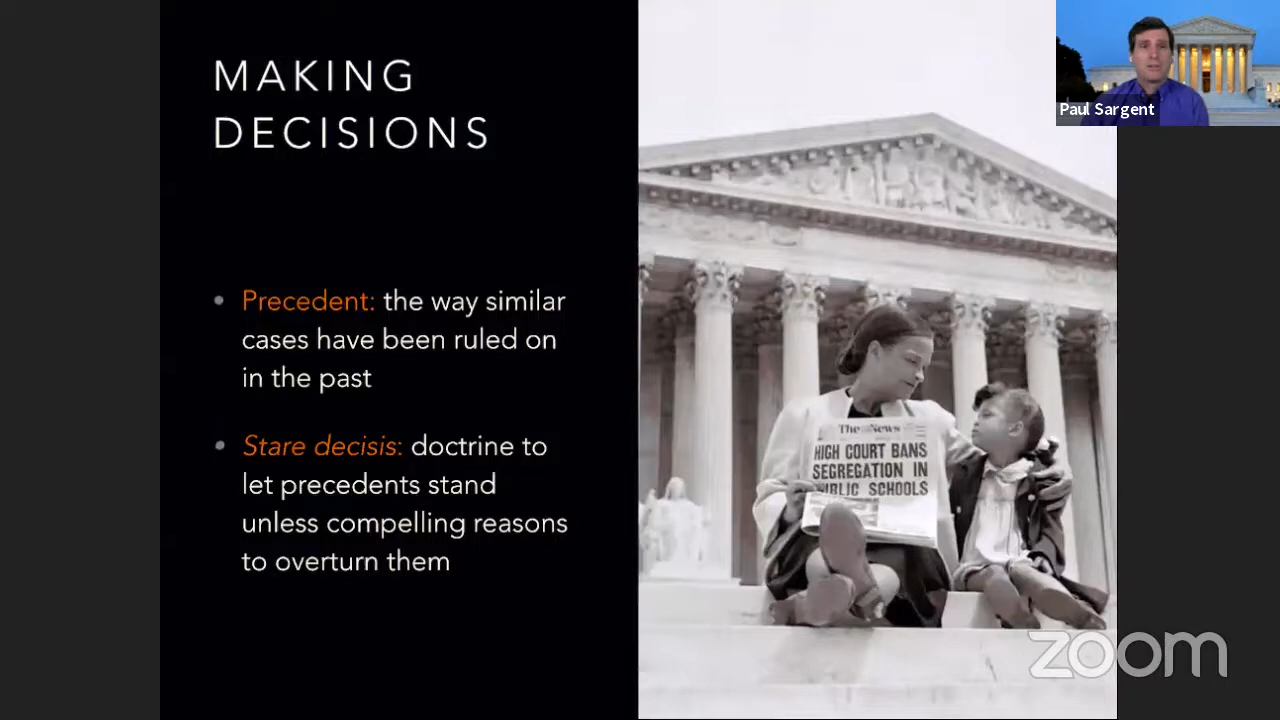 MAKING
DECISIONS
• Precedent: the way similar
cases have been ruled on
in the past
• Stare decisis: doctrine to
let precedents stand
unless compelling reasons
to overturn them
The News
HIGH COURT BANS
SEGREGATION IN
PUBLIC SCHOOLS
Paul Sargent
zoom